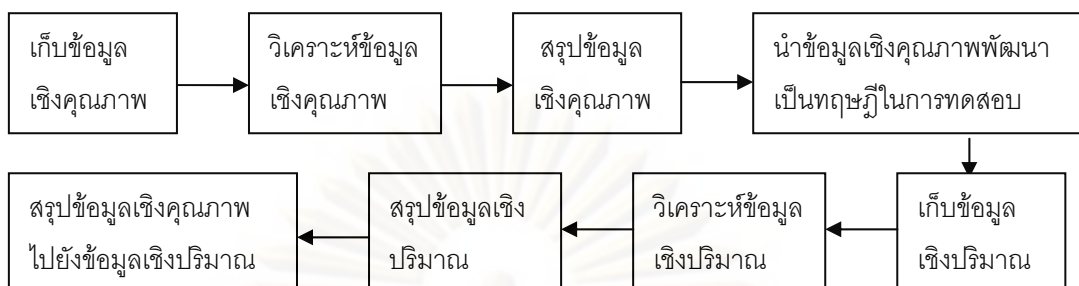 เก็บข้อมูล
เชิงคุณภาพ
วิเคราะห์ข้อมูล
เชิงคุณภาพ
สรุปข้อมูล
เชิงคุณภาพ
นำข้อมูลเชิงคุณภาพพัฒนา
เป็นทฤษฎีในการทดสอบ
เก็บข้อมูล
เชิงปริมาณ
วิเคราะห์ข้อมูล
เชิงปริมาณ
สรุปข้อมูลเชิง
ปริมาณ
สรุปข้อมูลเชิงคุณภาพ
ไปยังข้อมูลเชิงปริมาณ